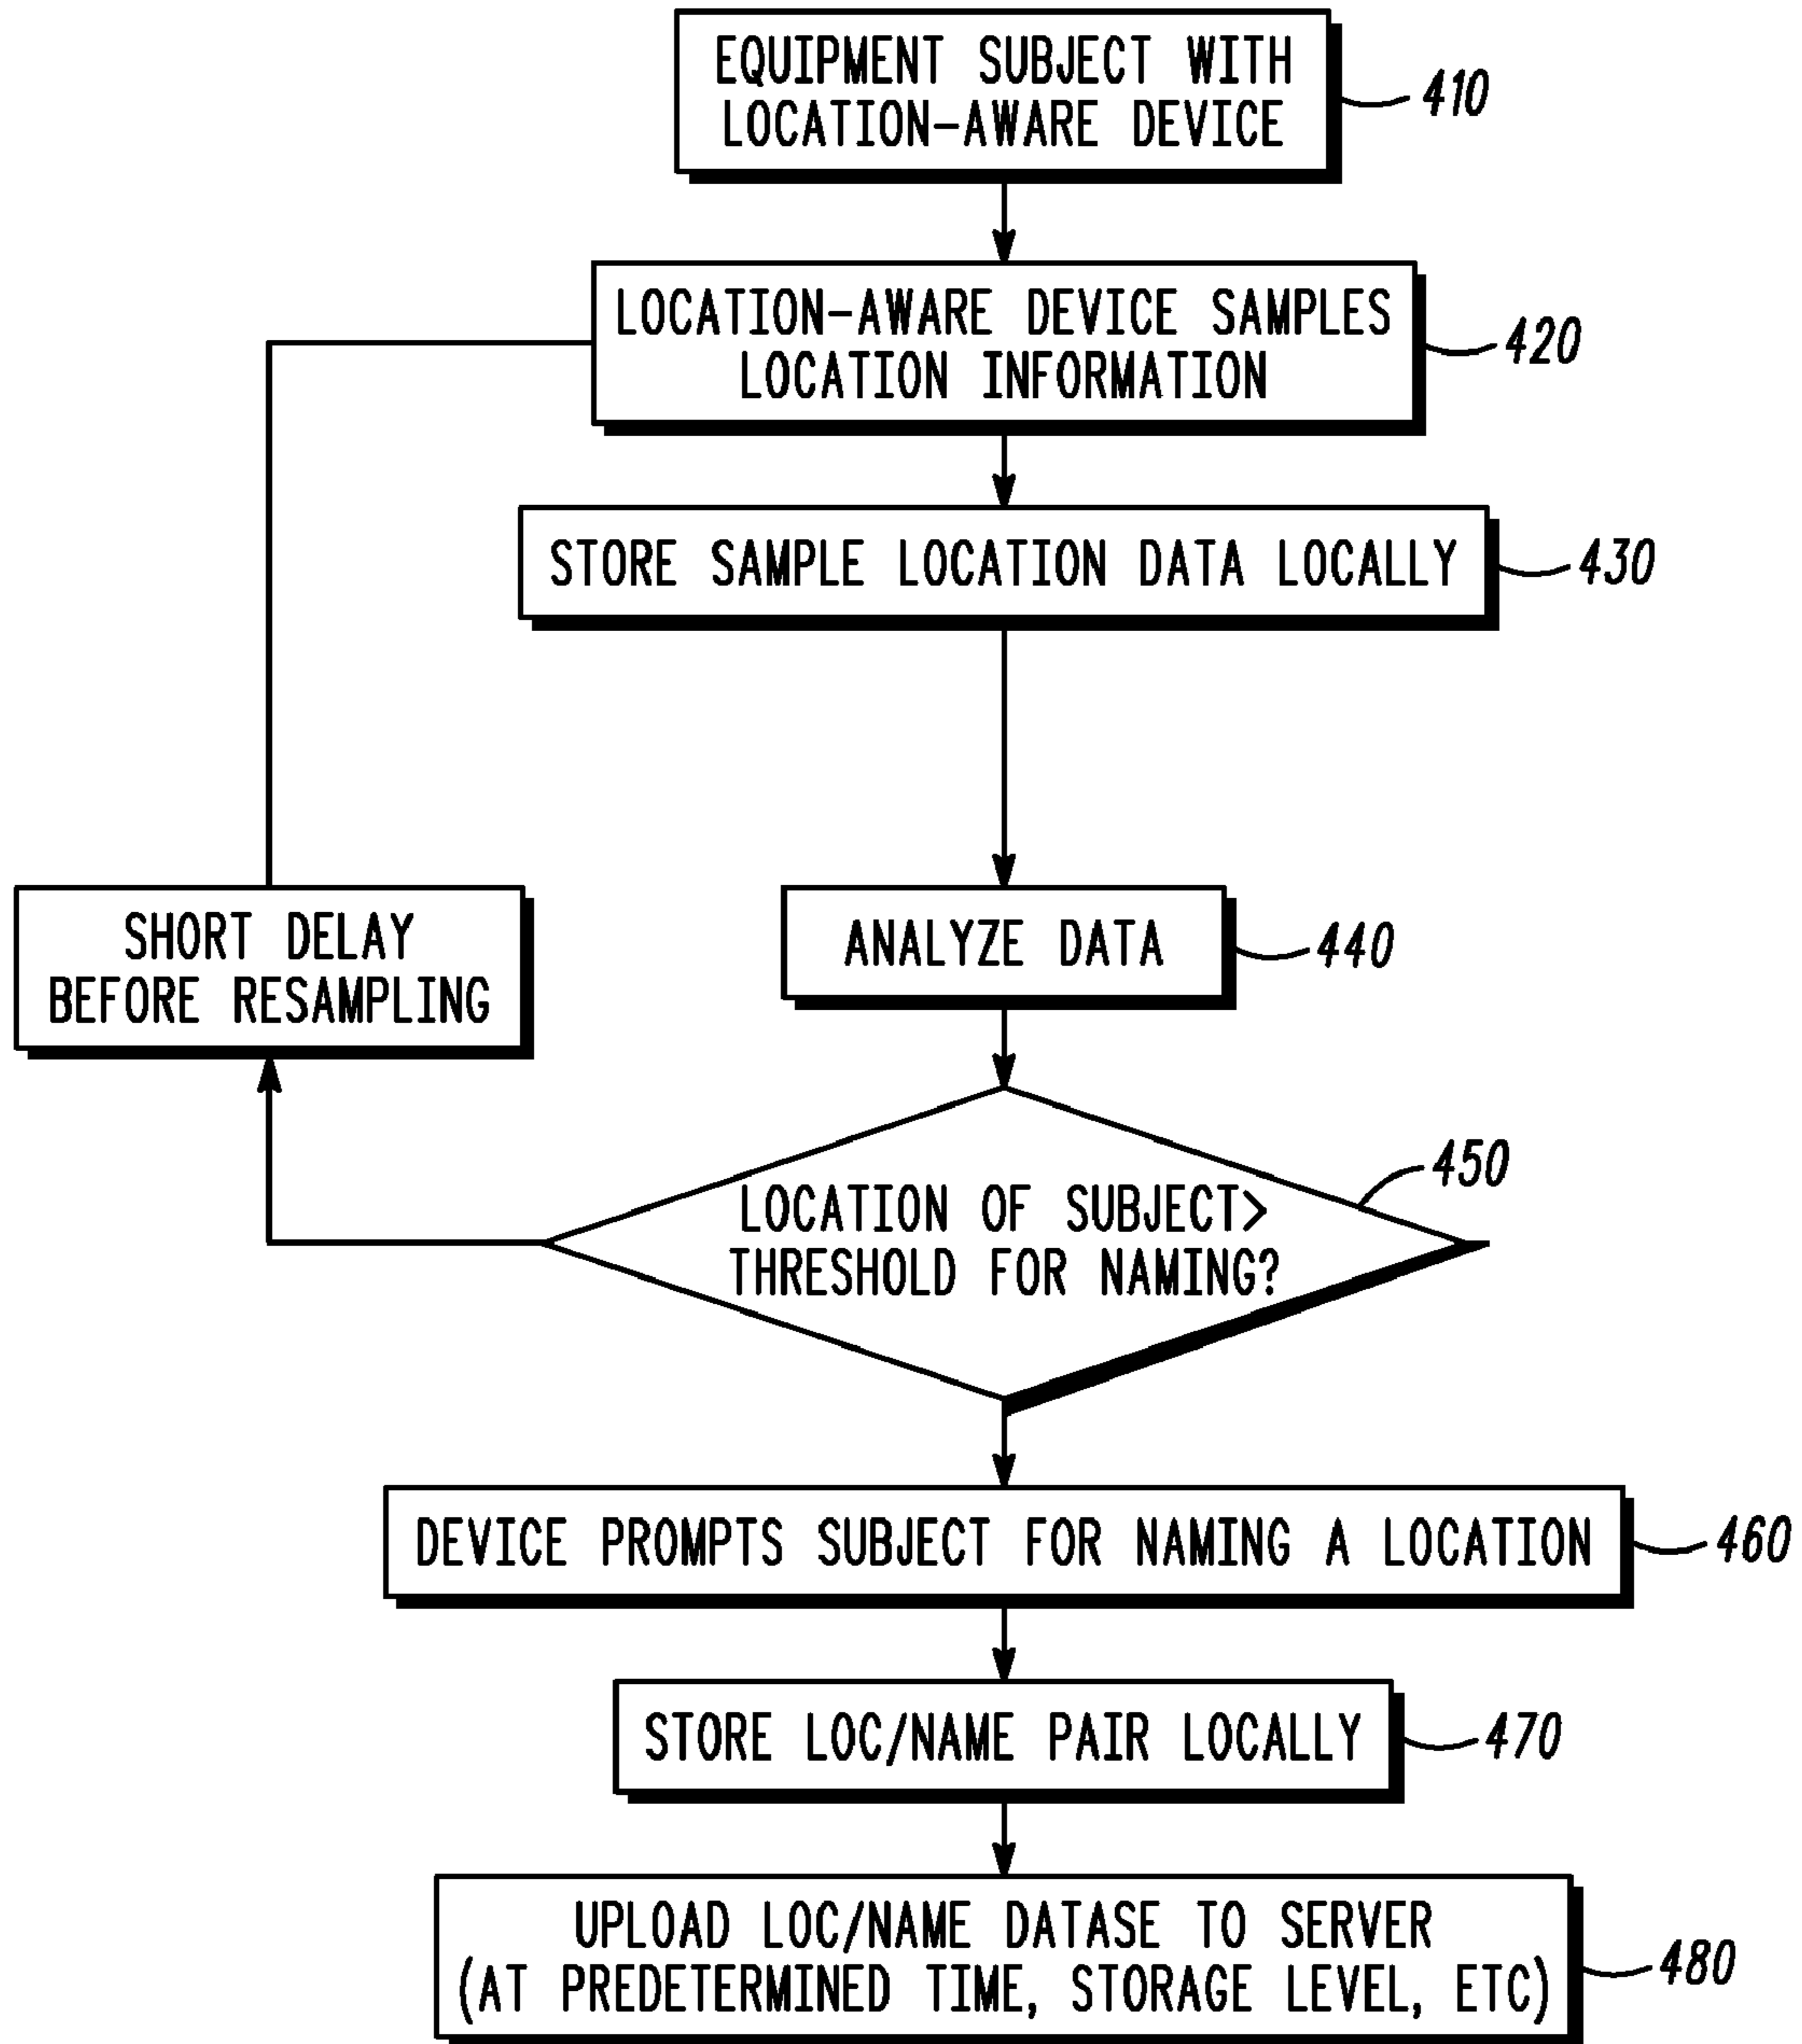 EQUIPMENT SUBJECT WITH
LOCATION-AWARE DEVICE
410
LOCATION-AWARE DEVICE SAMPLES
LOCATION INFORMATION
420
STORE SAMPLE LOCATION DATA LOCALLY
430
SHORT DELAY
BEFORE RESAMPLING
ANALYZE DATA
440
LOCATION OF SUBJECT>
THRESHOLD FOR NAMING?
450
DEVICE PROMPTS SUBJECT FOR NAMING A LOCATION
460
STORE LOC/NAME PAIR LOCALLY
470
UPLOAD LOC/NAME DATASE TO SERVER
(AT PREDETERMINED TIME, STORAGE LEVEL, ETC)
480